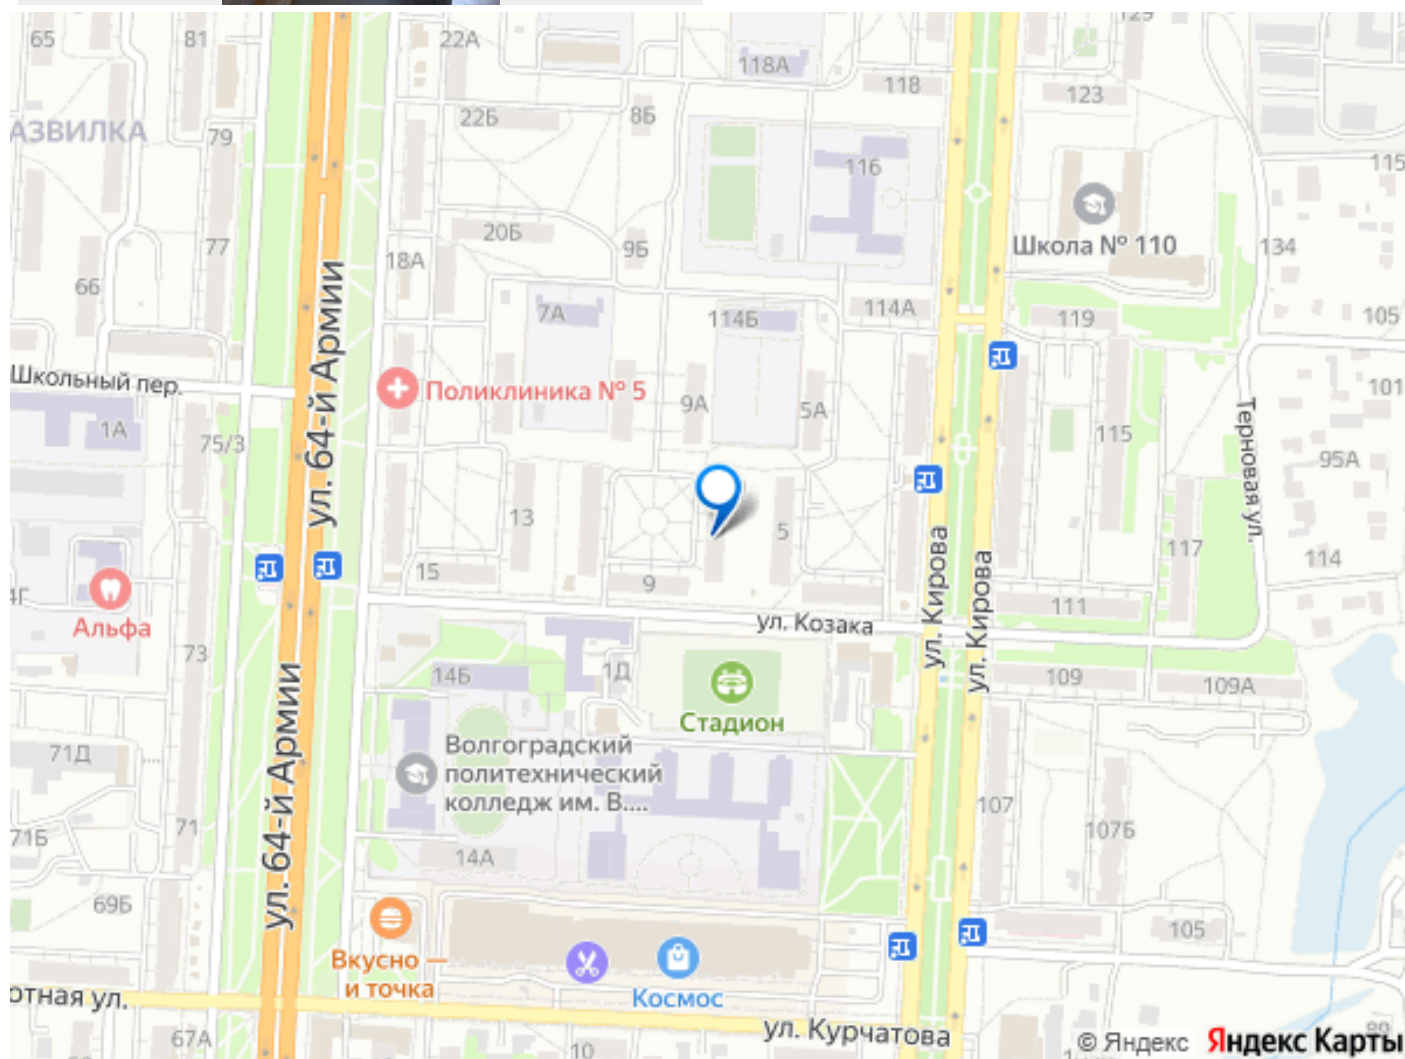 65
81
22А
129
118А
118
123
АЗВИЛКА
79
22Б
8Б
116
115
77
20Б
9Б
18А
Школа № 110
134
66
7А
114Б
114А
119
105
ул. 64-й Армии
Школьный пер.
Поликлиника № 5
9А
5А
101
1А
75/3
115
Терновая ул.
95А
13
5
117
114
15
9
ул. Кирова
ул. Кирова
111
4Г
Альфа
ул. Козака
73
14Б
1Д
109
109А
Стадион
ул. 64-й Армии
71Д
Волгоградский
политехнический
колледж им. В....
71Б
71
107
107Б
14А
69Б
105
Вкусно —
и точка
Космос
отная ул.
67А
10
ул. Курчатова
89
© Яндекс Яндекс Карты